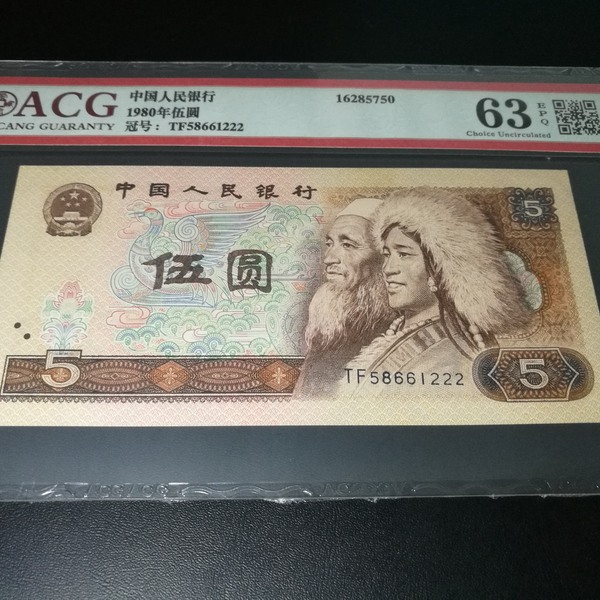 ACG
CANG GUARANTY
中国人民银行
1980年伍圆
冠号： TF58661222
16285750
63
EPQ
Choice Uncirculated
中国人民银行
5
伍圆
5
TF58661222
5